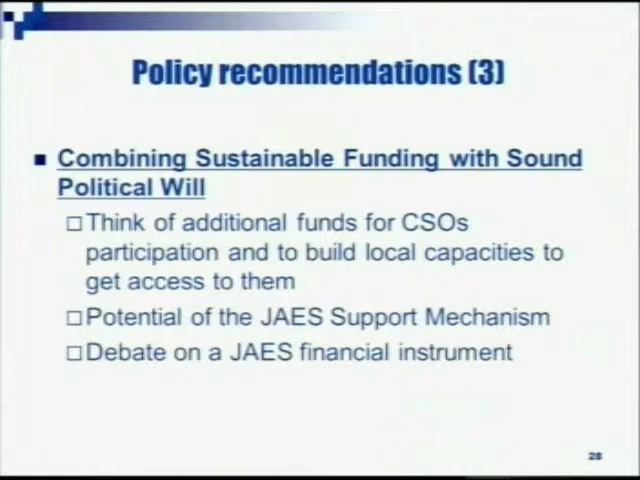 Policy recommendations (3)
Combining Sustainable Funding with Sound
Political Will
Think of additional funds for CSOs
participation and to build local capacities to
get access to them
Potential of the JAES Support Mechanism
Debate on a JAES financial instrument
28